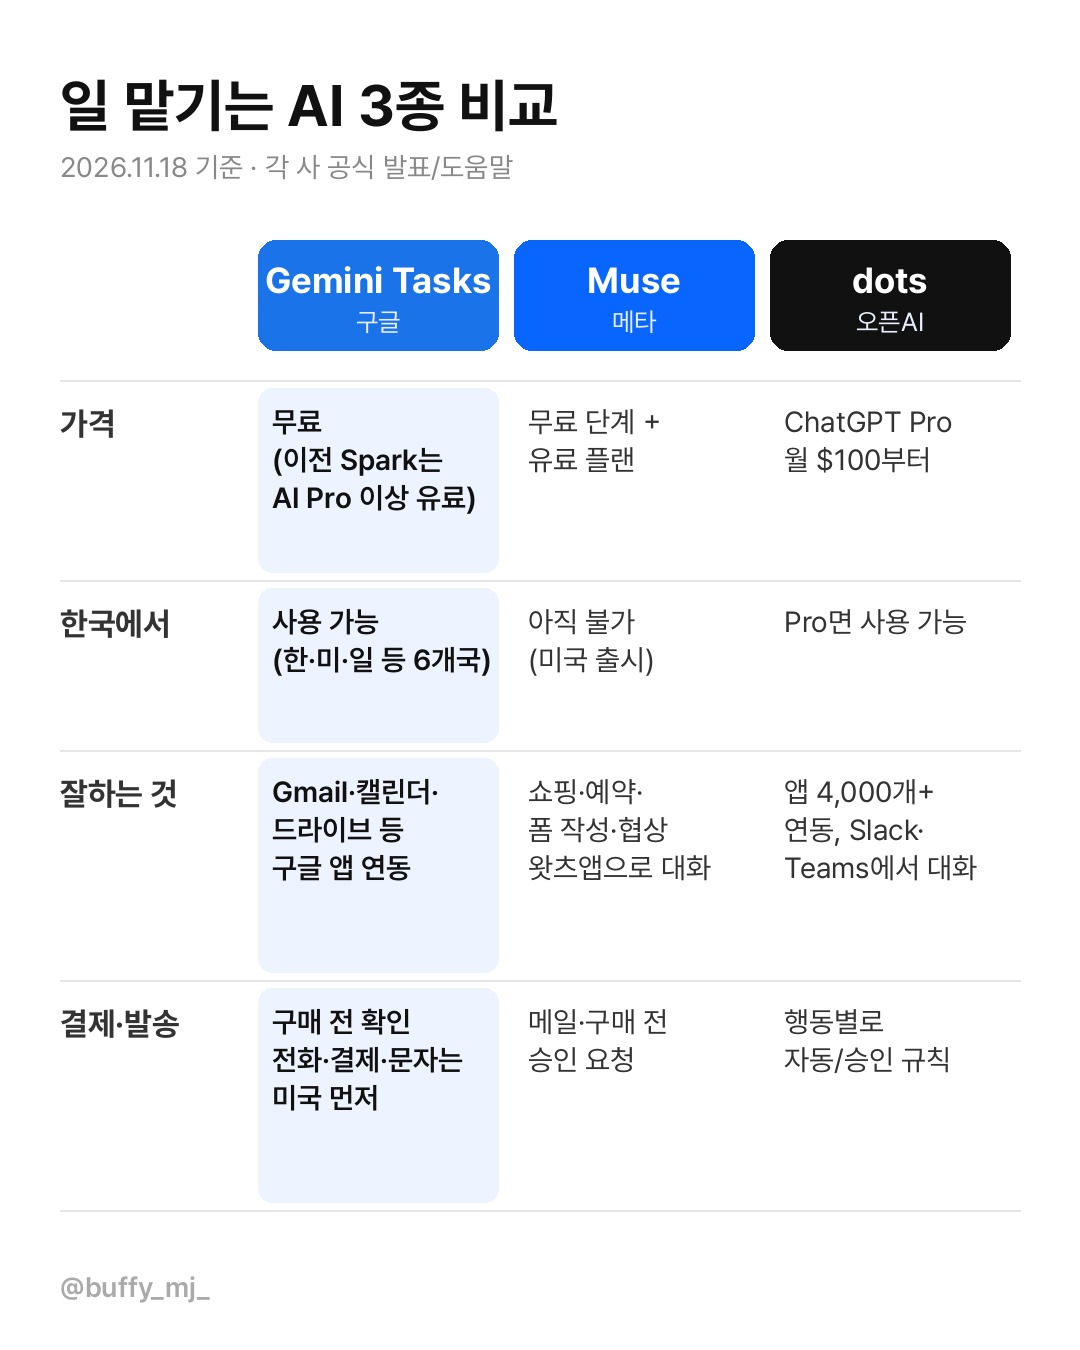 일 맡기는 AI 3종 비교
2026.11.18 기준 · 각 사 공식 발표/도움말
Gemini Tasks
구글
Muse
메타
dots
오픈AI
가격
무료
(이전 Spark는
AI Pro 이상 유료)
무료 단계 +
유료 플랜
ChatGPT Pro
월 $100부터
한국에서
사용 가능
(한·미·일 등 6개국)
아직 불가
(미국 출시)
Pro면 사용 가능
잘하는 것
Gmail·캘린더·
드라이브 등
구글 앱 연동
쇼핑·예약·
폼 작성·협상
왓츠앱으로 대화
앱 4,000개+
연동, Slack·
Teams에서 대화
결제·발송
구매 전 확인
전화·결제·문자는
미국 먼저
메일·구매 전
승인 요청
행동별로
자동/승인 규칙
@buffy_mj_